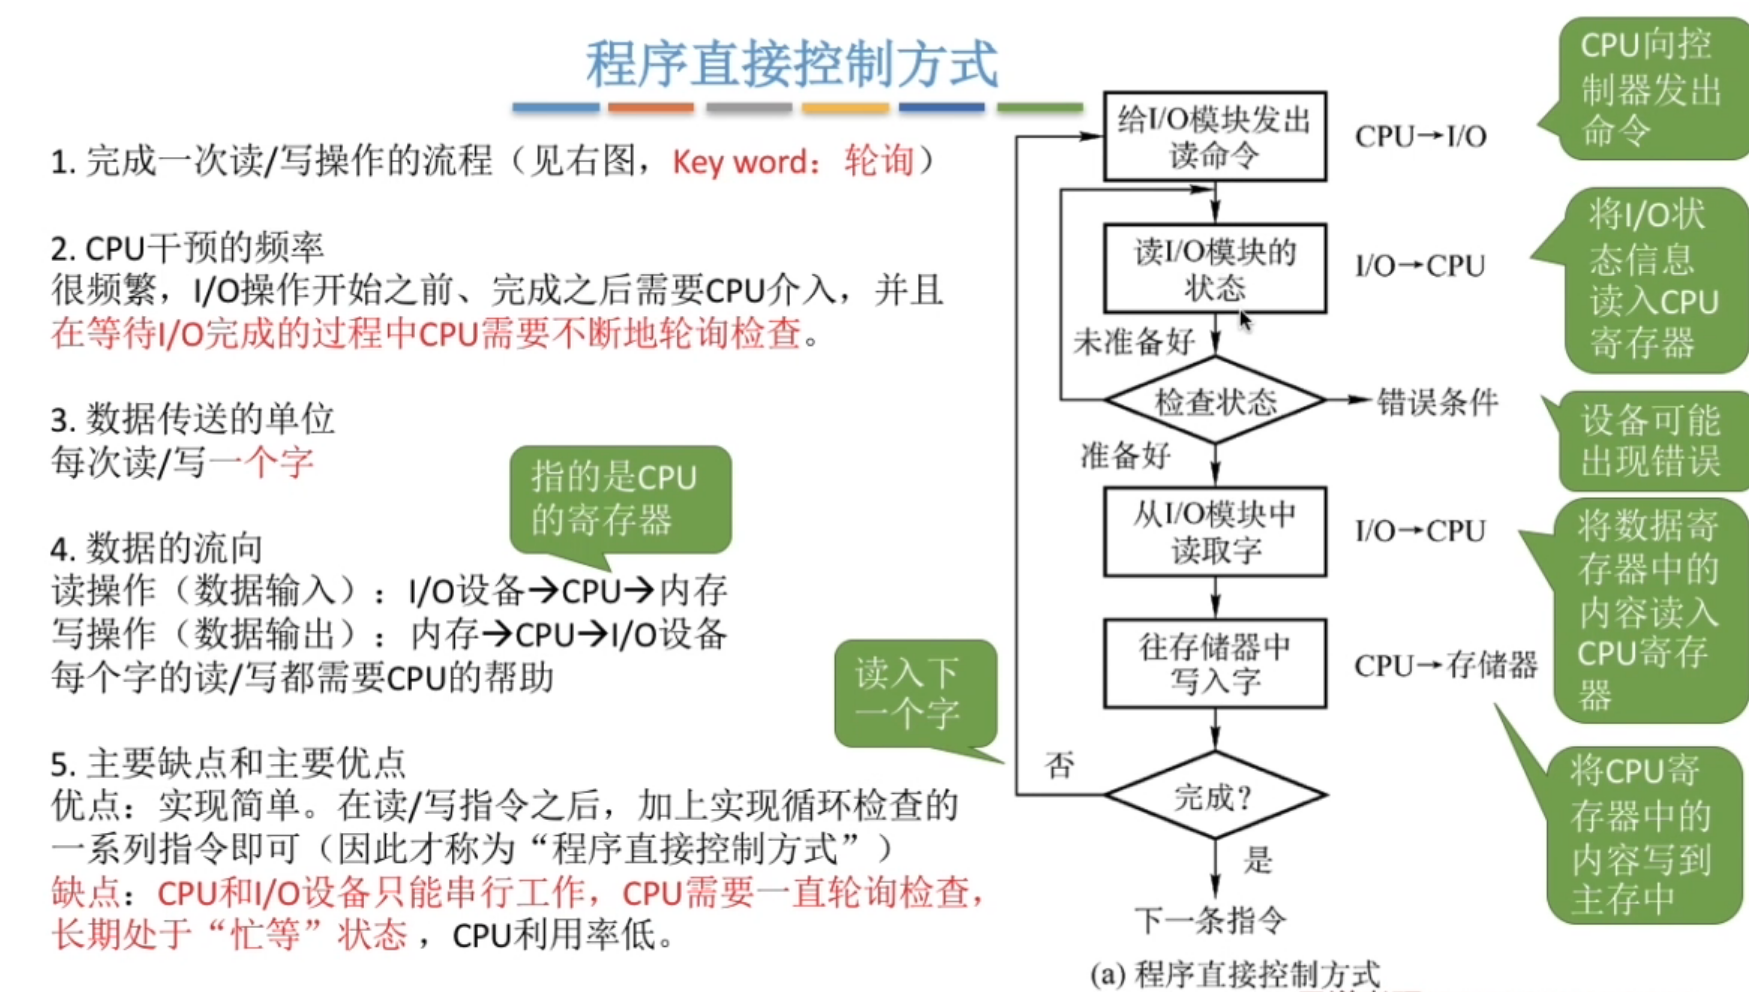 程序直接控制方式
1. 完成一次读/写操作的流程（见右图，Key word：轮询）
2. CPU干预的频率
很频繁，I/O操作开始之前、完成之后需要CPU介入，并且
在等待I/O完成的过程中CPU需要不断地轮询检查。
3. 数据传送的单位
每次读/写一个字
指的是CPU
的寄存器
4. 数据的流向
读操作（数据输入）：I/O设备→CPU→内存
写操作（数据输出）：内存→CPU→I/O设备
每个字的读/写都需要CPU的帮助
5. 主要缺点和主要优点
优点：实现简单。在读/写指令之后，加上实现循环检查的
一系列指令即可（因此才称为“程序直接控制方式”）
缺点：CPU和I/O设备只能串行工作，CPU需要一直轮询检查，
长期处于“忙等”状态，CPU利用率低。
给I/O模块发出
读命令
CPU→I/O
CPU向控
制器发出
命令
读I/O模块的
状态
I/O→CPU
将I/O状
态信息
读入CPU
寄存器
未准备好
检查状态
错误条件
设备可能
出现错误
准备好
从I/O模块中
读取字
I/O→CPU
将数据寄
存器中的
内容读入
CPU寄存
器
往存储器中
写入字
CPU→存储器
将CPU寄
存器中的
内容写到
主存中
读入下
一个字
否
完成？
是
下一条指令
(a) 程序直接控制方式